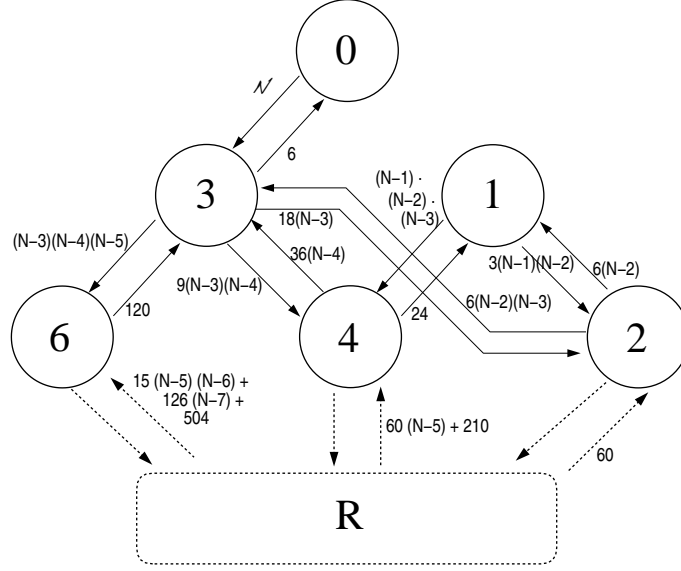 0
𝒩
6
3
1
(N−1) ·
(N−2) ·
(N−3)
18(N−3)
(N−3)(N−4)(N−5)
36(N−4)
3(N−1)(N−2)
6(N−2)
9(N−3)(N−4)
6(N−2)(N−3)
120
24
6
4
2
15 (N−5) (N−6) +
126 (N−7) +
504
60 (N−5) + 210
60
R